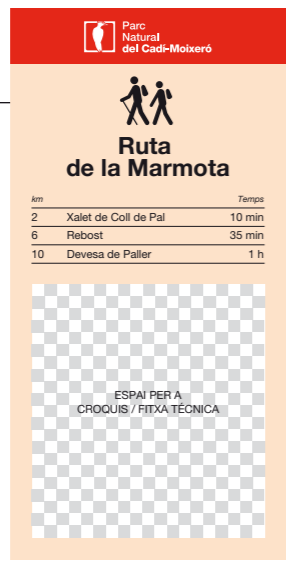 Parc
Natural
del Cadí-Moixeró
Ruta
de la Marmota
km Temps
2 Xalet de Coll de Pal 10 min
6 Rebost 35 min
10 Devesa de Paller 1 h
ESPAI PER A
CROQUIS / FITXA TÉCNICA